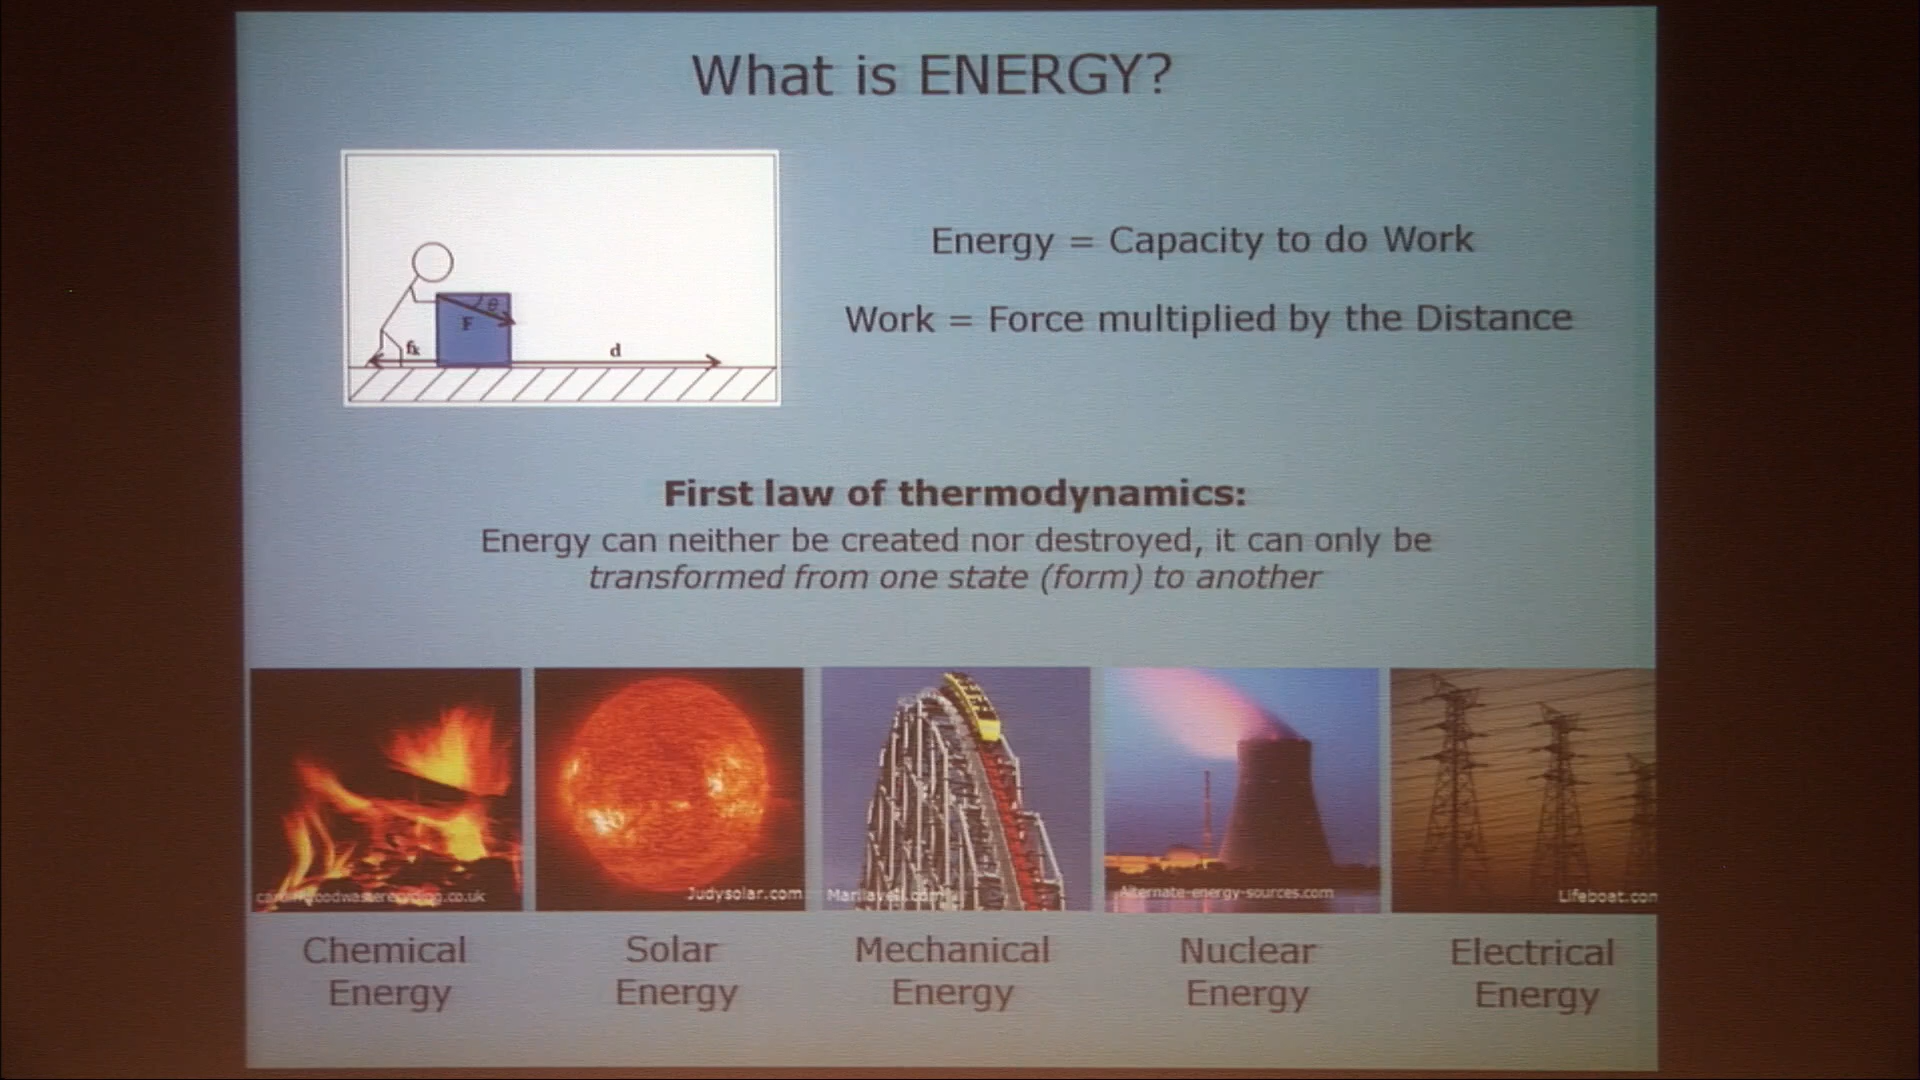 What is ENERGY?
θ
F
fk
d
Energy = Capacity to do Work
Work = Force multiplied by the Distance
First law of thermodynamics:
Energy can neither be created nor destroyed, it can only be
transformed from one state (form) to another
Judysolar.com
Alternate-energy-sources.com
Lifeboat.com
Chemical
Energy
Solar
Energy
Mechanical
Energy
Nuclear
Energy
Electrical
Energy